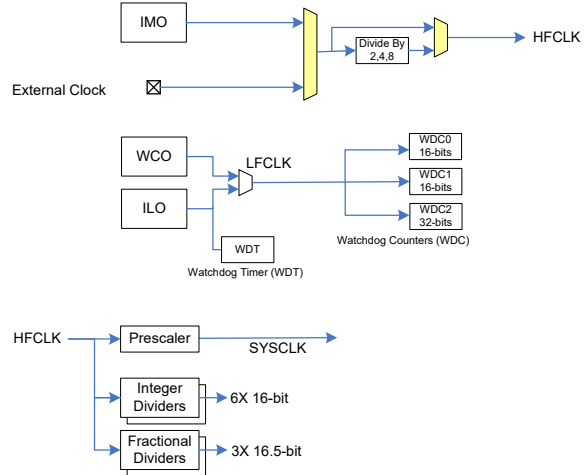 IMO
Divide By
2,4,8
HFCLK
External Clock
WCO
LFCLK
WDC0
16-bits
ILO
WDC1
16-bits
WDC2
32-bits
WDT
Watchdog Counters (WDC)
Watchdog Timer (WDT)
HFCLK
Prescaler
SYSCLK
Integer
Dividers
6X 16-bit
Fractional
Dividers
3X 16.5-bit